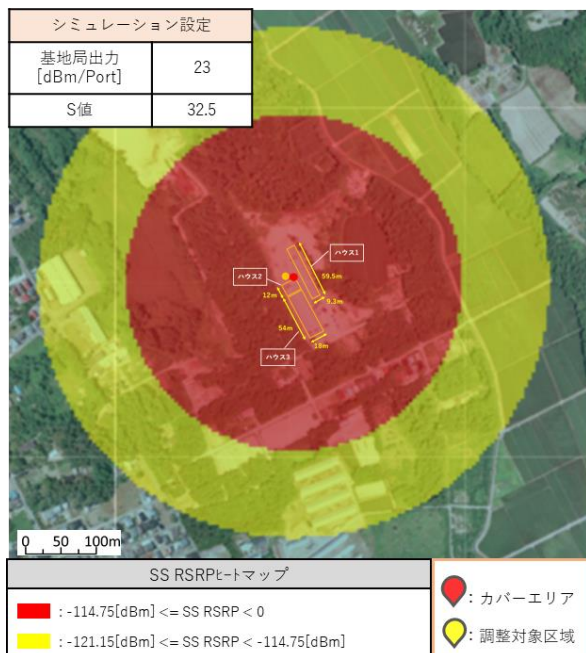 シミュレーション設定
基地局出力
[dBm/Port]
23
S値
32.5
ハウス1
ハウス2
59.5m
12m
9.3m
54m
18m
ハウス3
0 50 100m
SS RSRPヒートマップ
: -114.75[dBm] <= SS RSRP < 0
: -121.15[dBm] <= SS RSRP < -114.75[dBm]
: カバーエリア
: 調整対象区域